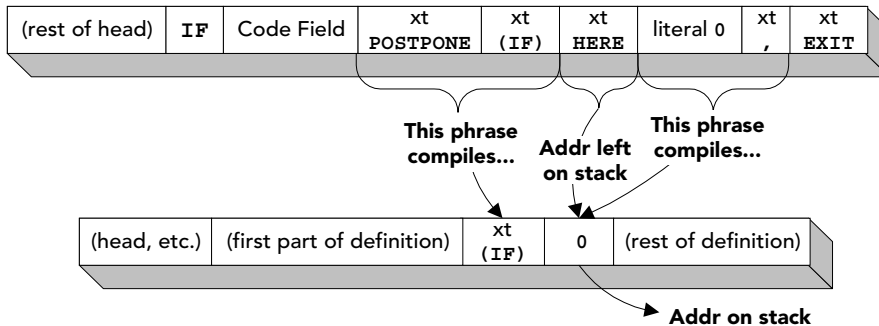 (rest of head) IF Code Field xt POSTPONE xt (IF) xt HERE literal 0 xt , xt EXIT
This phrase compiles...
Addr left on stack
This phrase compiles...
(head, etc.) (first part of definition) xt (IF) 0 (rest of definition)
Addr on stack